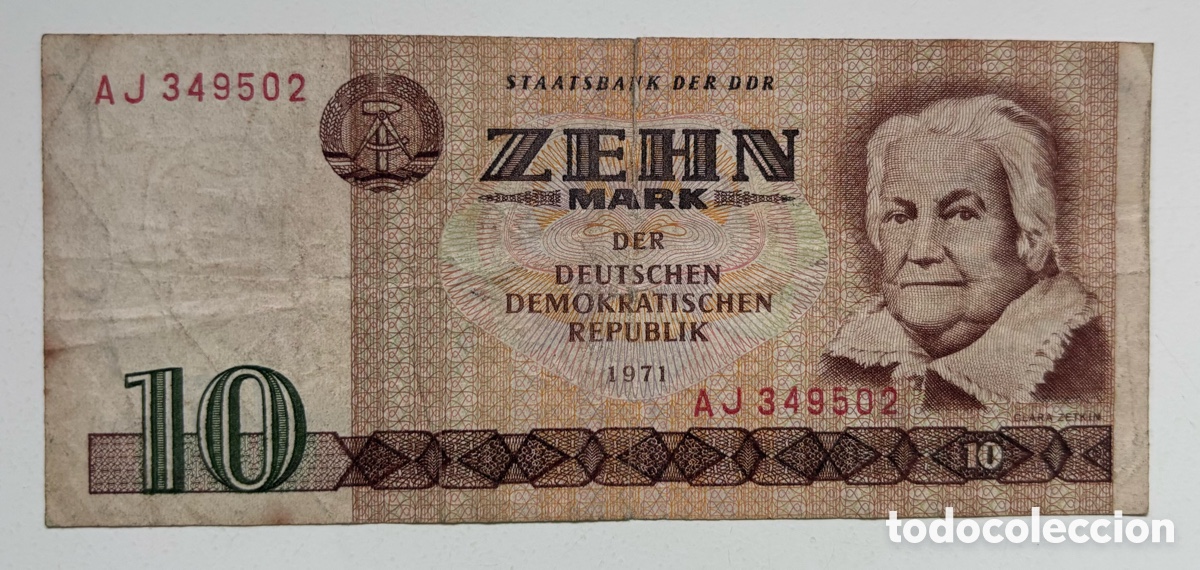 AJ 349502
STAATSBANK DER DDR
ZEHN
MARK
DER
DEUTSCHEN
DEMOKRATISCHEN
REPUBLIK
1971
AJ 349502
CLARA ZETKIN
10
10
todocoleccion